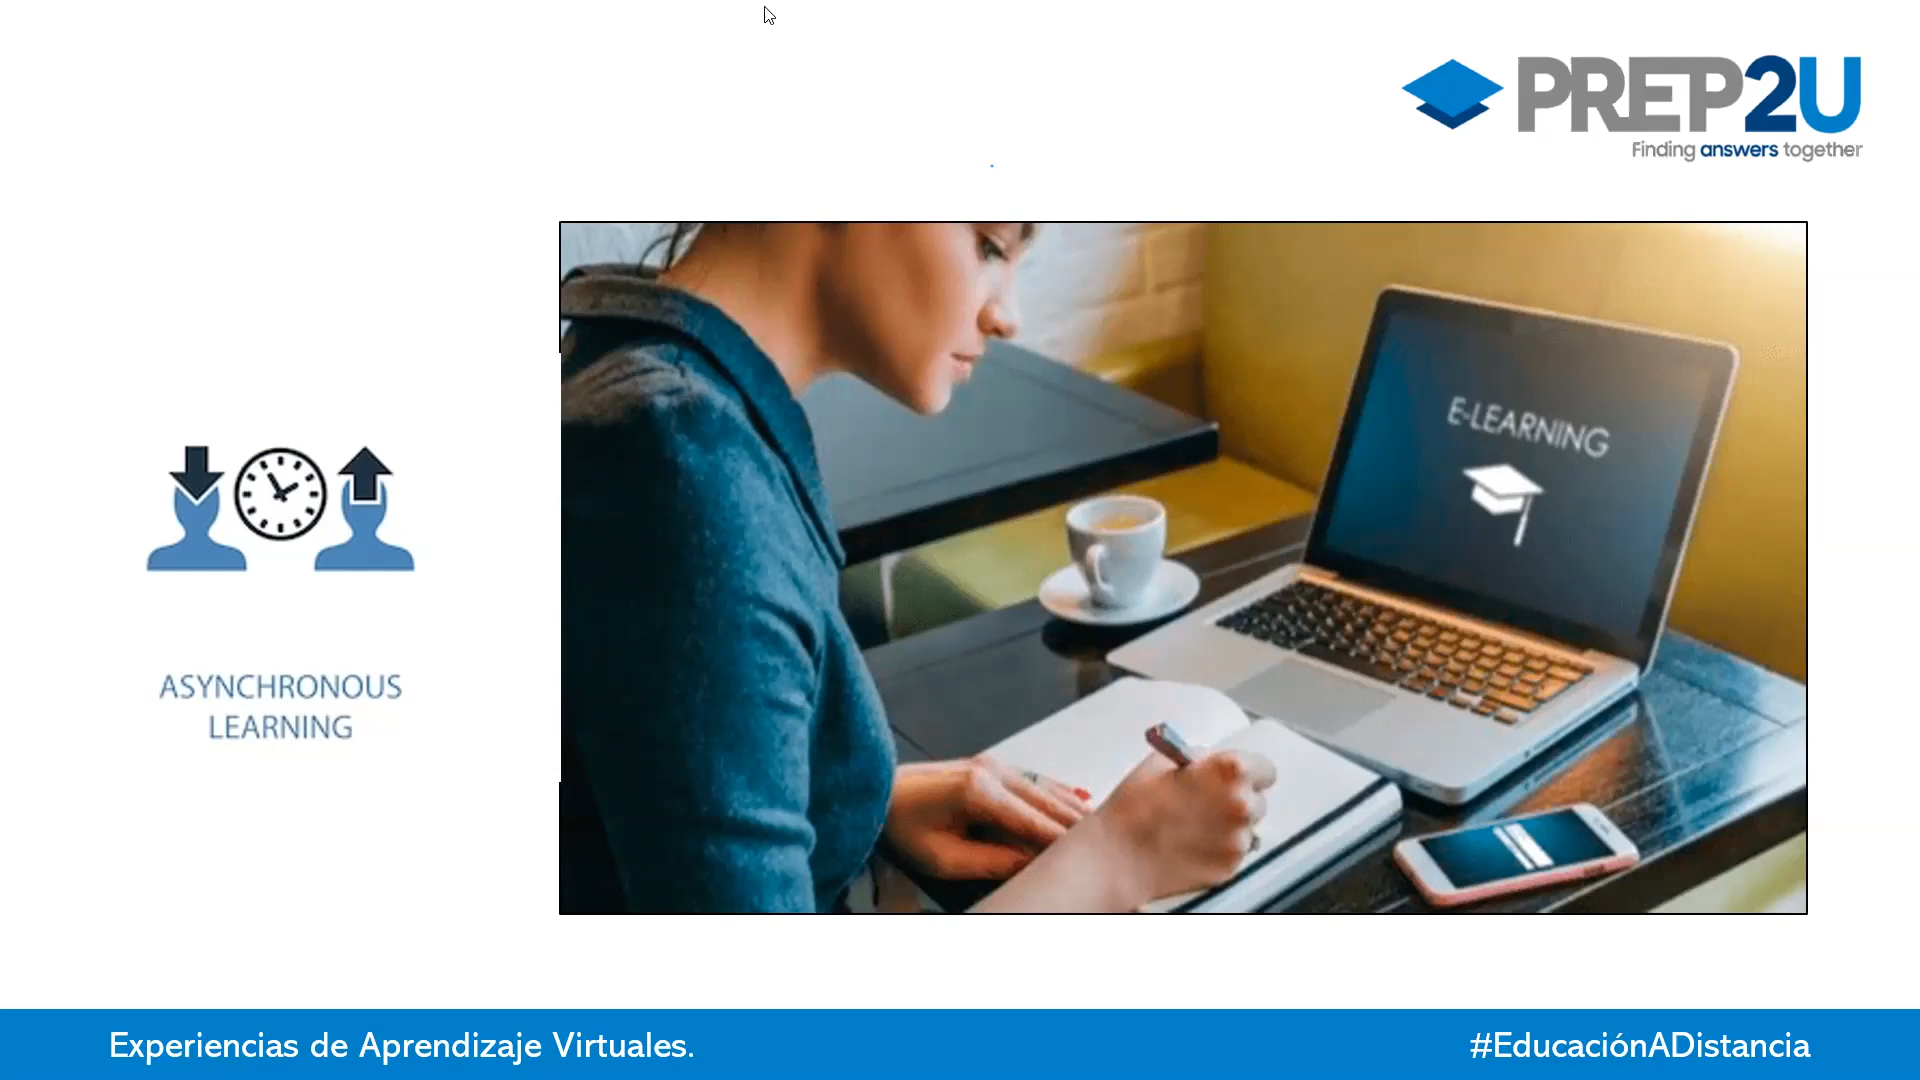 PREP2U
Finding answers together
E-LEARNING
ASYNCHRONOUS
LEARNING
Experiencias de Aprendizaje Virtuales.
#EducaciónADistancia